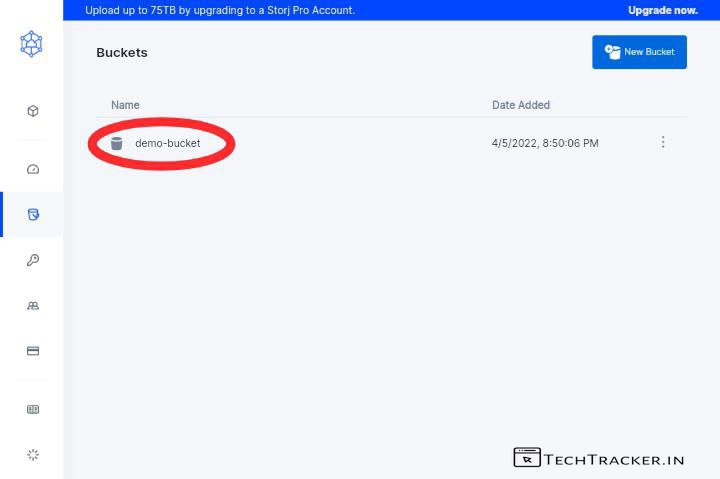 Upload up to 75TB by upgrading to a Storj Pro Account. Upgrade now.
Buckets
New Bucket
Name Date Added
demo-bucket 4/5/2022, 8:50:06 PM
TECHTRACKER.IN